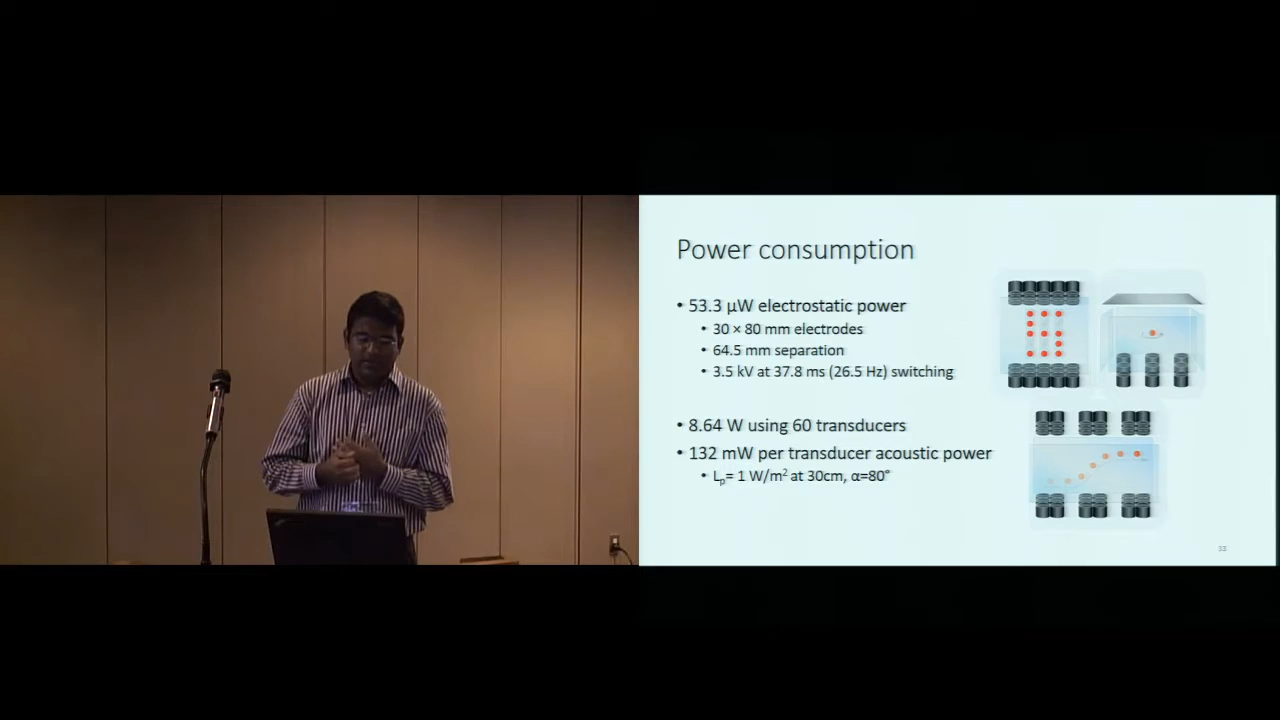 Power consumption
• 53.3 µW electrostatic power
• 30 × 80 mm electrodes
• 64.5 mm separation
• 3.5 kV at 37.8 ms (26.5 Hz) switching
• 8.64 W using 60 transducers
• 132 mW per transducer acoustic power
• Lp= 1 W/m² at 30cm, α=80°
33